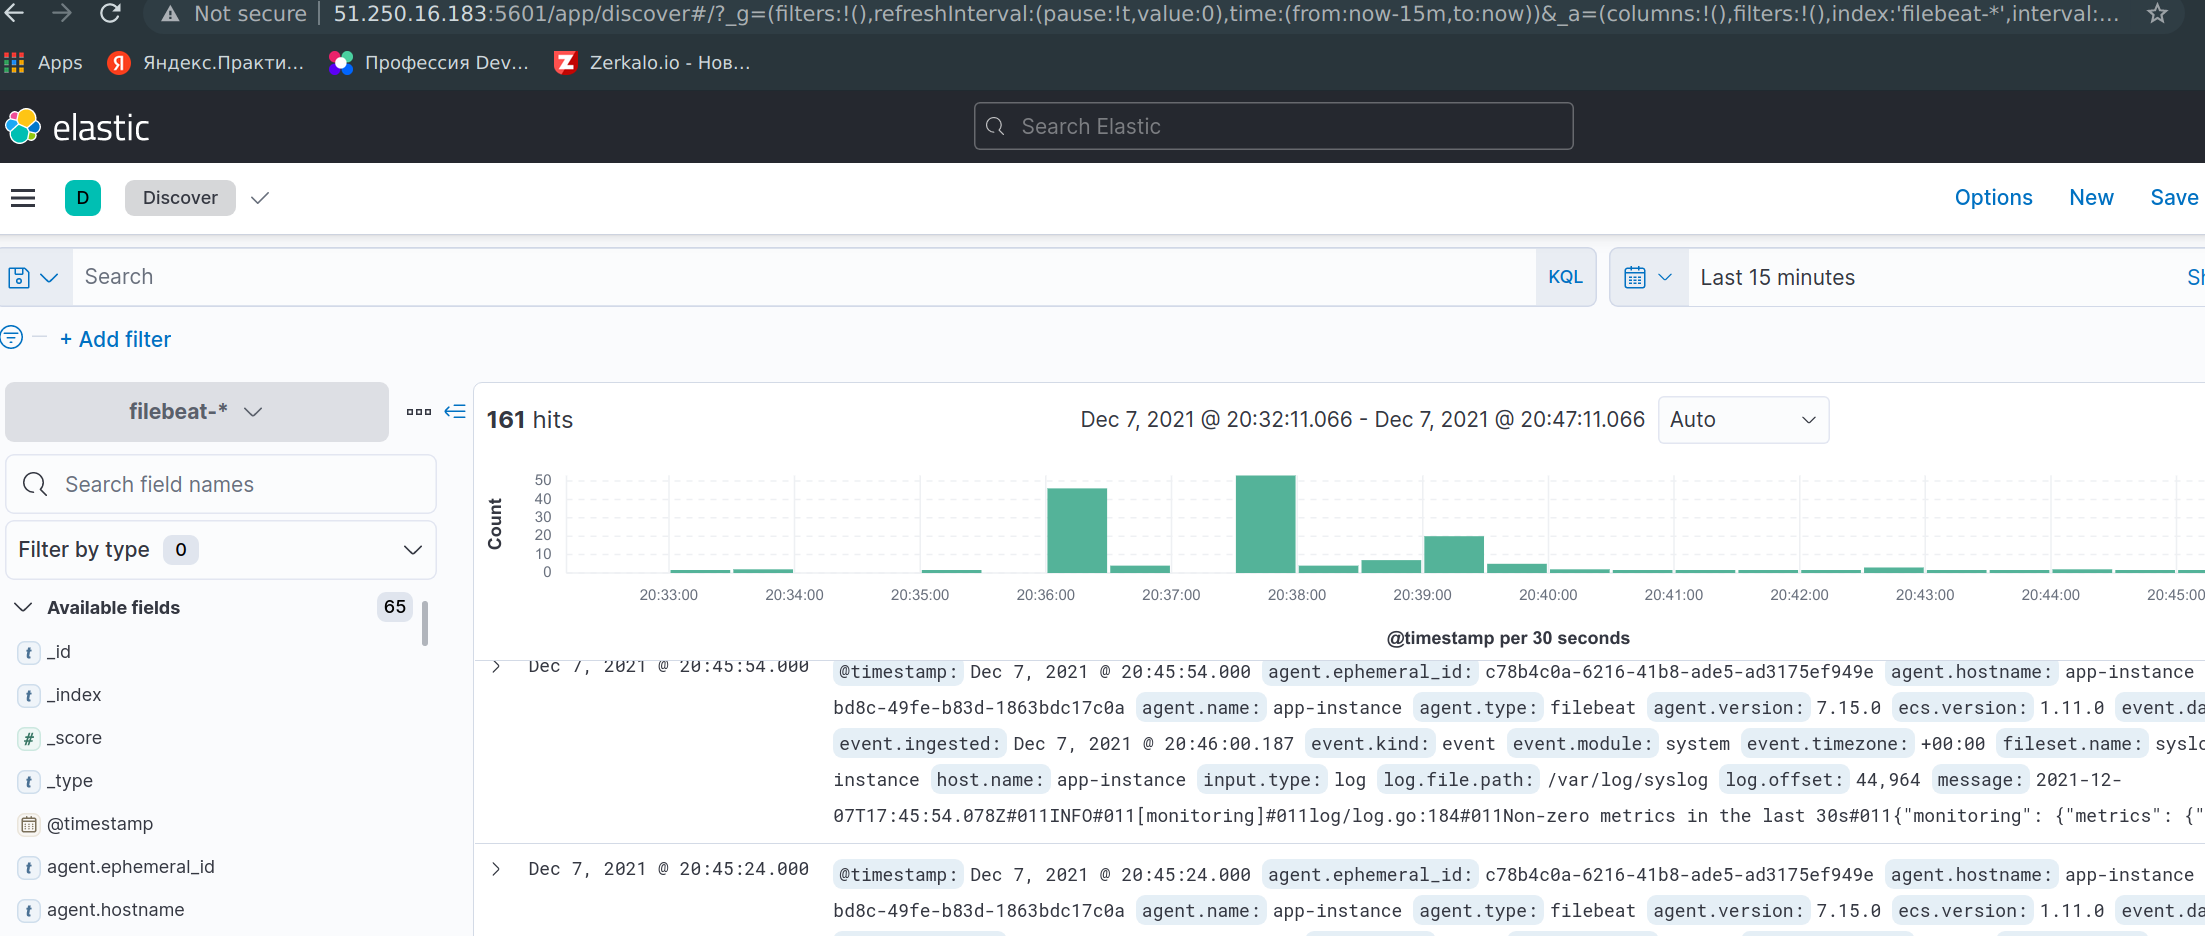 Not secure 51.250.16.183:5601/app/discover#/?_g=(filters:!(),refreshInterval:(pause:!t,value:0),time:(from:now-15m,to:now))&_a=(columns:!(),filters:!(),index:'filebeat-*',interval:...
Apps Яндекс.Практи... Профессия Dev... Zerkalo.io - Нов...
elastic Search Elastic
D Discover Options New Save
Search KQL Last 15 minutes Sh
+ Add filter
filebeat-*
161 hits Dec 7, 2021 @ 20:32:11.066 - Dec 7, 2021 @ 20:47:11.066 Auto
Search field names
Filter by type 0
Available fields 65
_id
_index
_score
_type
@timestamp
agent.ephemeral_id
agent.hostname
Count
50
40
30
20
10
0
20:33:00 20:34:00 20:35:00 20:36:00 20:37:00 20:38:00 20:39:00 20:40:00 20:41:00 20:42:00 20:43:00 20:44:00 20:45:00
@timestamp per 30 seconds
Dec 7, 2021 @ 20:45:54.000 @timestamp: Dec 7, 2021 @ 20:45:54.000 agent.ephemeral_id: c78b4c0a-6216-41b8-ade5-ad3175ef949e agent.hostname: app-instance
bd8c-49fe-b83d-1863bdc17c0a agent.name: app-instance agent.type: filebeat agent.version: 7.15.0 ecs.version: 1.11.0 event.da
event.ingested: Dec 7, 2021 @ 20:46:00.187 event.kind: event event.module: system event.timezone: +00:00 fileset.name: syslo
instance host.name: app-instance input.type: log log.file.path: /var/log/syslog log.offset: 44,964 message: 2021-12-
07T17:45:54.078Z#011INFO#011[monitoring]#011log/log.go:184#011Non-zero metrics in the last 30s#011{"monitoring": {"metrics": {"
Dec 7, 2021 @ 20:45:24.000 @timestamp: Dec 7, 2021 @ 20:45:24.000 agent.ephemeral_id: c78b4c0a-6216-41b8-ade5-ad3175ef949e agent.hostname: app-instance
bd8c-49fe-b83d-1863bdc17c0a agent.name: app-instance agent.type: filebeat agent.version: 7.15.0 ecs.version: 1.11.0 event.da